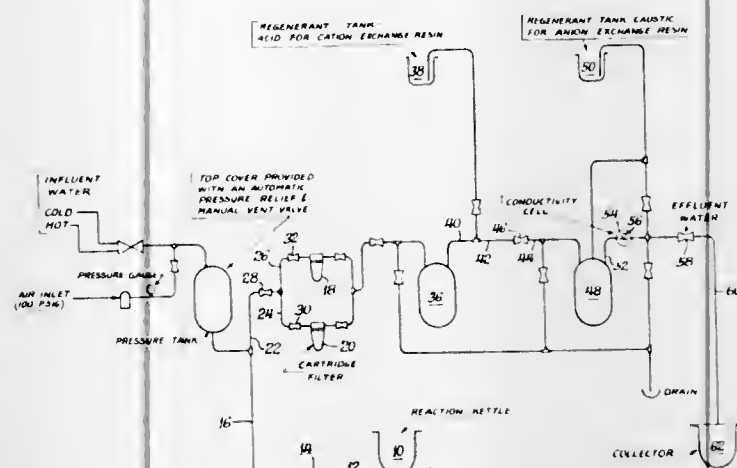 REGENERANT TANK
ACID FOR CATION EXCHANGE RESIN
REGENERANT TANK CAUSTIC
FOR ANION EXCHANGE RESIN
38
50
INFLUENT
WATER
COLD
HOT
TOP COVER PROVIDED
WITH AN AUTOMATIC
PRESSURE RELIEF &
MANUAL VENT VALVE
CONDUCTIVITY
CELL
EFFLUENT
WATER
PRESSURE GAUGE
AIR INLET
(100 PSIG)
PRESSURE TANK
26
32
28
18
24
30
20
22
CARTRIDGE
FILTER
40
42
46
44
54
56
52
58
36
48
60
DRAIN
16
14
12
REACTION KETTLE
10
COLLECTOR
62